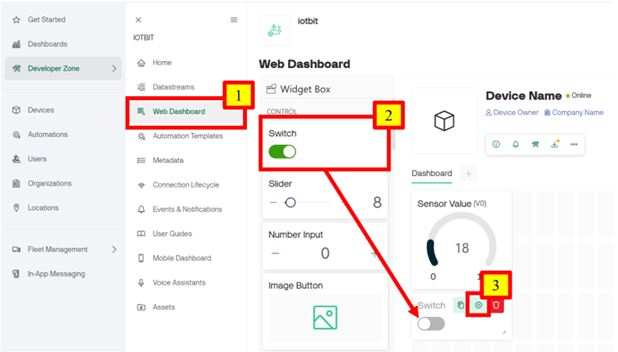 Get Started
Dashboards
Developer Zone
Devices
Automations
Users
Organizations
Locations
Fleet Management
In-App Messaging
IOTBIT
Home
Datastreams
Web Dashboard
Automation Templates
Metadata
Connection Lifecycle
Events & Notifications
User Guides
Mobile Dashboard
Voice Assistants
Assets
1
iotbit
Web Dashboard
Widget Box
CONTROL
2
Switch
Slider
8
Number Input
0
Image Button
Device Name Online
Device Owner Company Name
Dashboard
Sensor Value (V0)
18
0
3
Switch